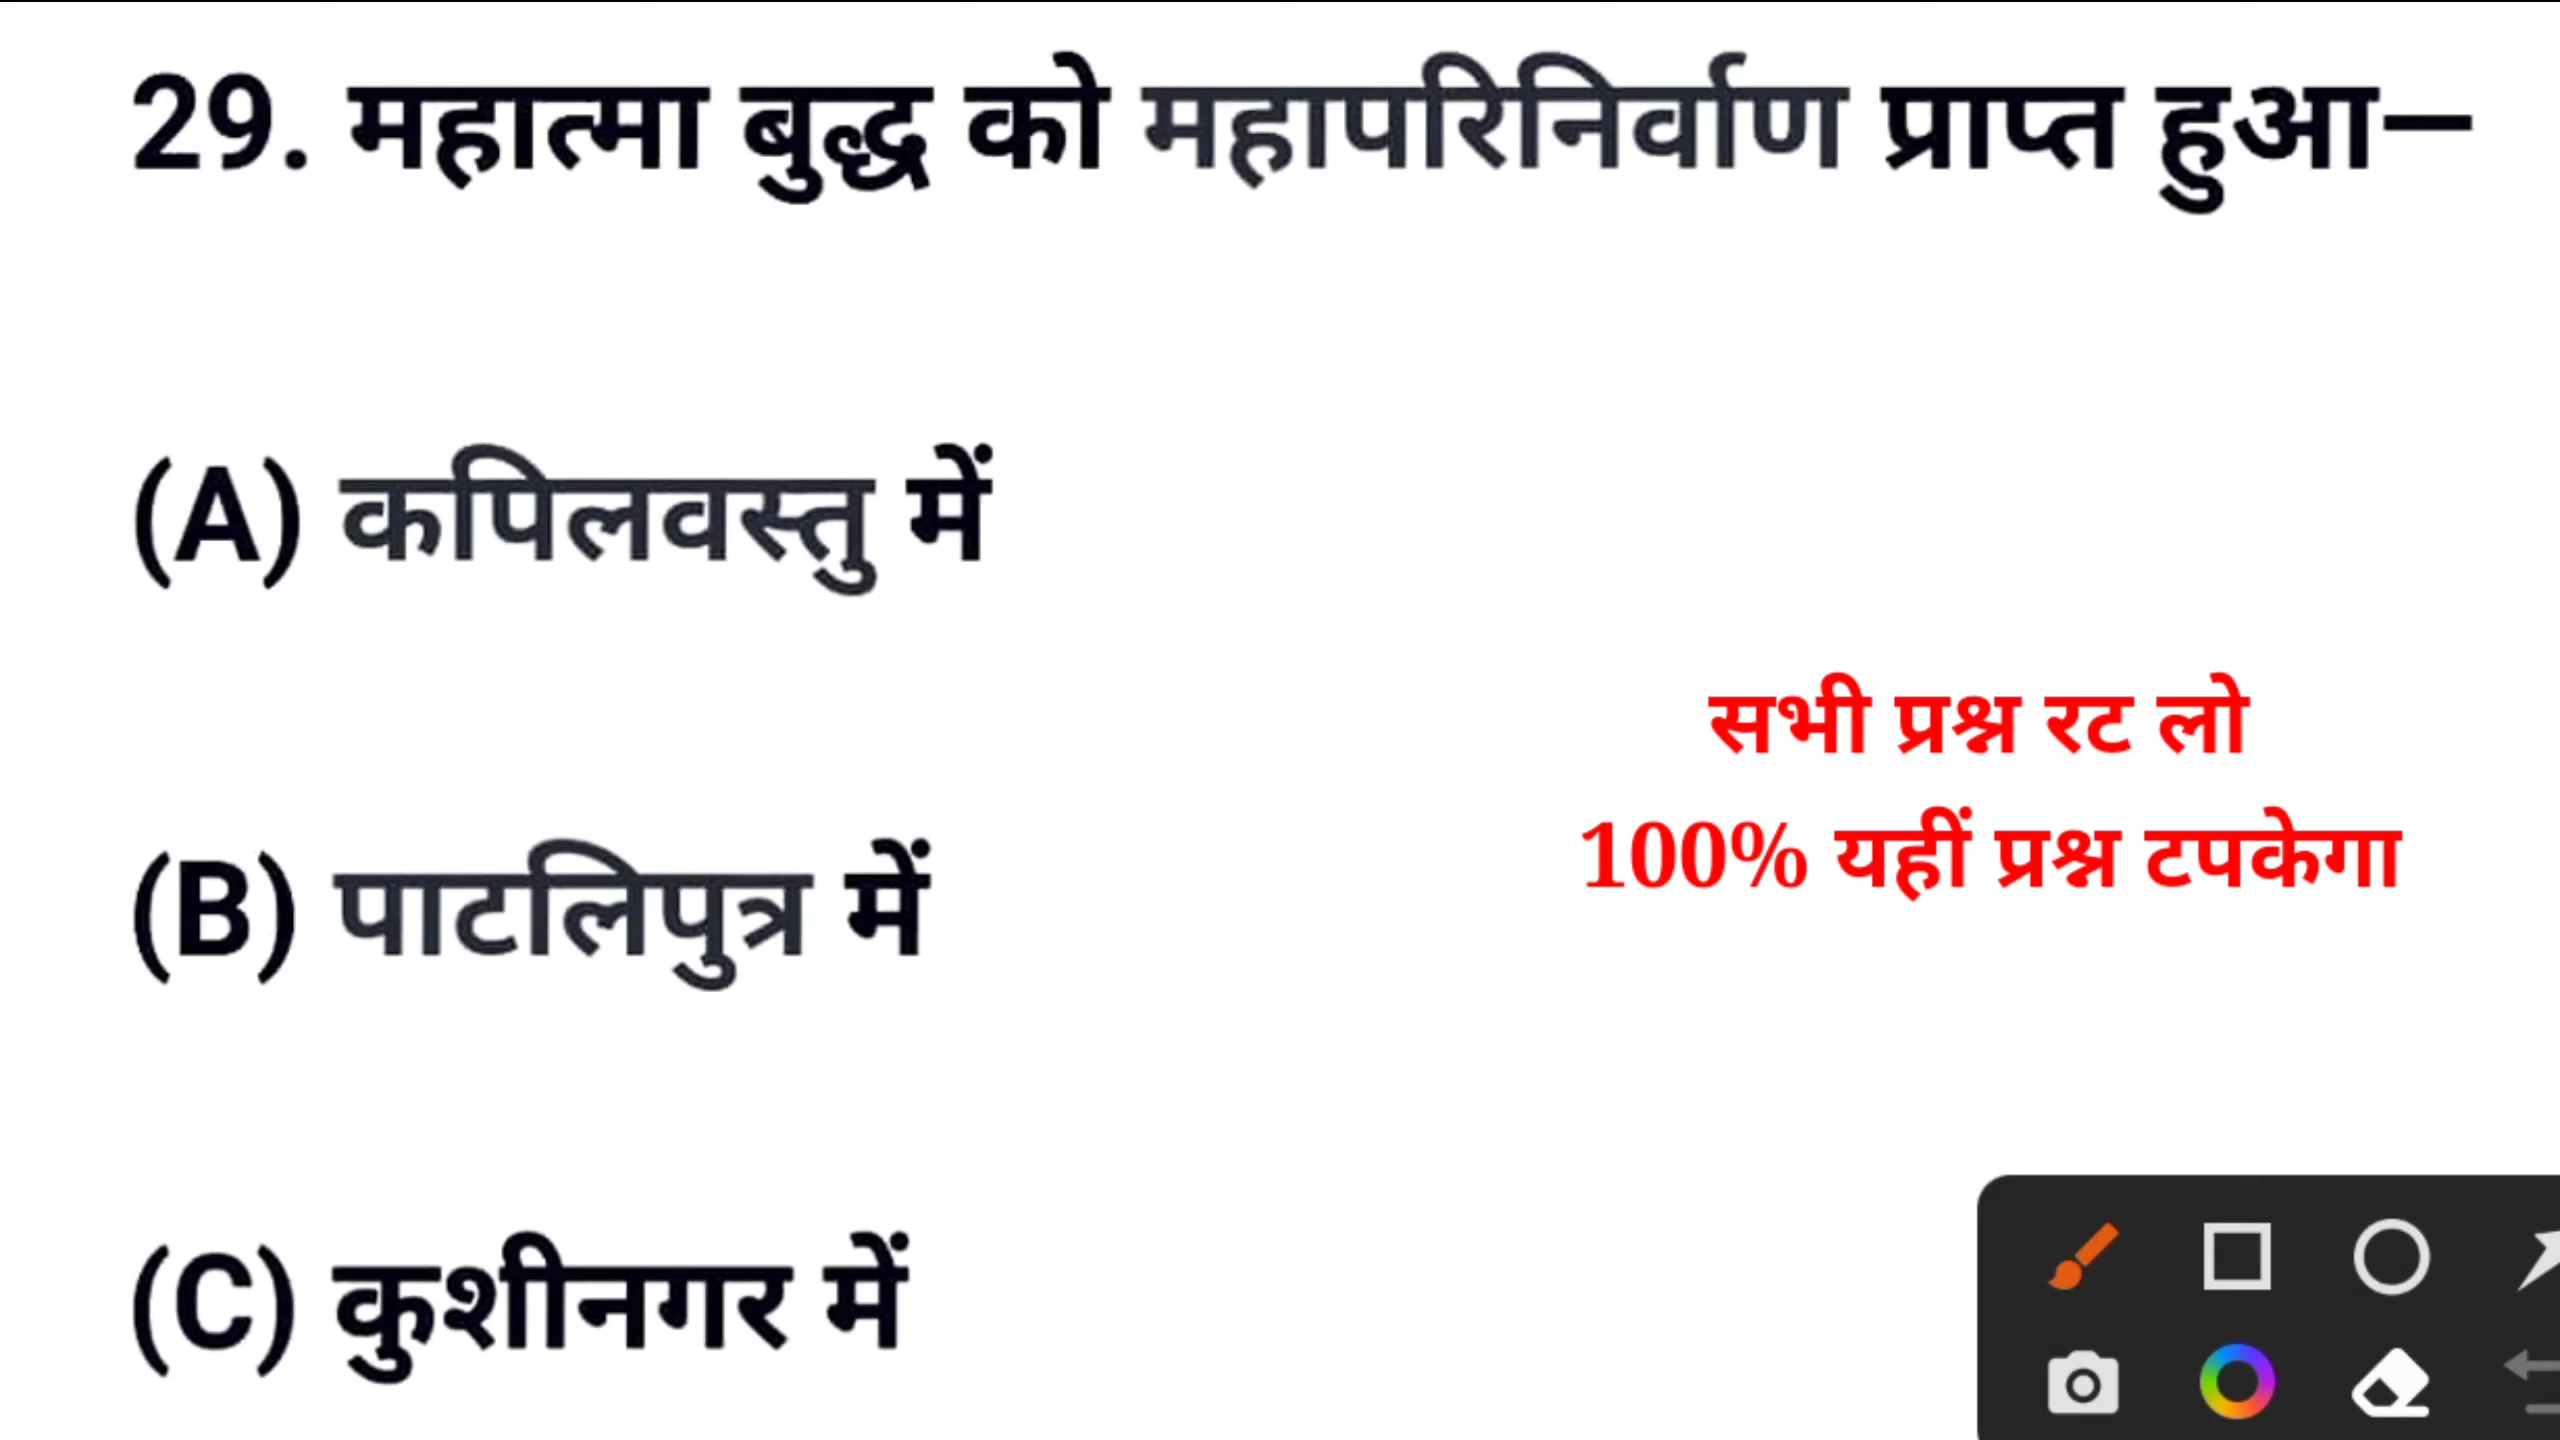 29. महात्मा बुद्ध को महापरिनिर्वाण प्राप्त हुआ—
(A) कपिलवस्तु में
(B) पाटलिपुत्र में
सभी प्रश्न रट लो
100% यहीं प्रश्न टपकेगा
(C) कुशीनगर में